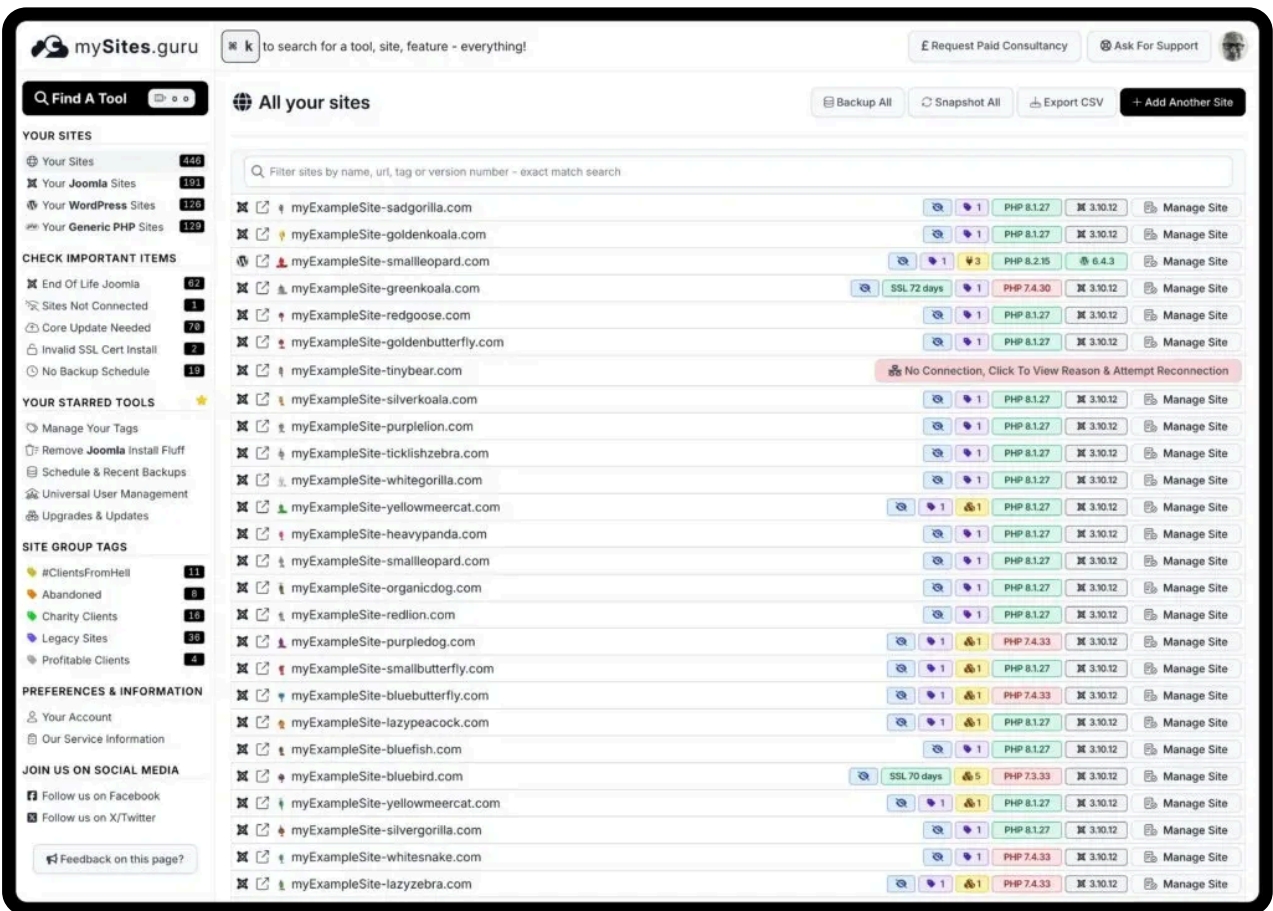 mySites.guru
⌘ k to search for a tool, site, feature - everything!
£ Request Paid Consultancy
Ask For Support
Find A Tool
YOUR SITES
Your Sites 446
Your Joomla Sites 191
Your WordPress Sites 126
Your Generic PHP Sites 129
CHECK IMPORTANT ITEMS
End Of Life Joomla 62
Sites Not Connected 1
Core Update Needed 70
Invalid SSL Cert Install 2
No Backup Schedule 19
YOUR STARRED TOOLS
Manage Your Tags
Remove Joomla Install Fluff
Schedule & Recent Backups
Universal User Management
Upgrades & Updates
SITE GROUP TAGS
#ClientsFromHell 11
Abandoned 8
Charity Clients 16
Legacy Sites 36
Profitable Clients 4
PREFERENCES & INFORMATION
Your Account
Our Service Information
JOIN US ON SOCIAL MEDIA
Follow us on Facebook
Follow us on X/Twitter
Feedback on this page?
All your sites
Backup All
Snapshot All
Export CSV
+ Add Another Site
Filter sites by name, url, tag or version number - exact match search
myExampleSite-sadgorilla.com 1 PHP 8.1.27 3.10.12 Manage Site
myExampleSite-goldenkoala.com 1 PHP 8.1.27 3.10.12 Manage Site
myExampleSite-smallleopard.com 1 3 PHP 8.2.15 6.4.3 Manage Site
myExampleSite-greenkoala.com SSL 72 days 1 PHP 7.4.30 3.10.12 Manage Site
myExampleSite-redgoose.com 1 PHP 8.1.27 3.10.12 Manage Site
myExampleSite-goldenbutterfly.com 1 PHP 8.1.27 3.10.12 Manage Site
myExampleSite-tinybear.com No Connection, Click To View Reason & Attempt Reconnection
myExampleSite-silverkoala.com 1 PHP 8.1.27 3.10.12 Manage Site
myExampleSite-purplelion.com 1 PHP 8.1.27 3.10.12 Manage Site
myExampleSite-ticklishzebra.com 1 PHP 8.1.27 3.10.12 Manage Site
myExampleSite-whitegorilla.com 1 PHP 8.1.27 3.10.12 Manage Site
myExampleSite-yellowmeercat.com 1 1 PHP 8.1.27 3.10.12 Manage Site
myExampleSite-heavypanda.com 1 PHP 8.1.27 3.10.12 Manage Site
myExampleSite-smallleopard.com 1 PHP 8.1.27 3.10.12 Manage Site
myExampleSite-organicdog.com 1 PHP 8.1.27 3.10.12 Manage Site
myExampleSite-redlion.com 1 PHP 8.1.27 3.10.12 Manage Site
myExampleSite-purpledog.com 1 1 PHP 7.4.33 3.10.12 Manage Site
myExampleSite-smallbutterfly.com 1 1 PHP 8.1.27 3.10.12 Manage Site
myExampleSite-bluebutterfly.com 1 1 PHP 7.4.33 3.10.12 Manage Site
myExampleSite-lazypeacock.com 1 1 PHP 8.1.27 3.10.12 Manage Site
myExampleSite-bluefish.com 1 PHP 8.1.27 3.10.12 Manage Site
myExampleSite-bluebird.com SSL 70 days 5 PHP 7.3.33 3.10.12 Manage Site
myExampleSite-yellowmeercat.com 1 1 PHP 8.1.27 3.10.12 Manage Site
myExampleSite-silvergorilla.com 1 PHP 8.1.27 3.10.12 Manage Site
myExampleSite-whitesnake.com 1 PHP 7.4.33 3.10.12 Manage Site
myExampleSite-lazyzebra.com 1 1 PHP 7.4.33 3.10.12 Manage Site